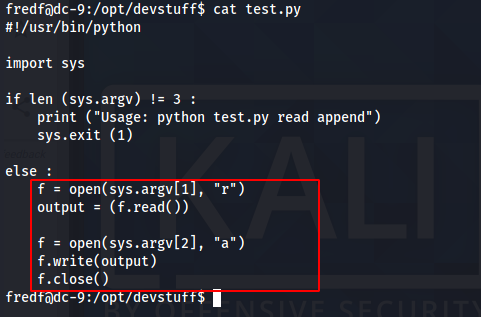 fredf@dc-9:/opt/devstuff$ cat test.py
#!/usr/bin/python
import sys
if len (sys.argv) != 3 :
    print ("Usage: python test.py read append")
    sys.exit (1)
else :
    f = open(sys.argv[1], "r")
    output = (f.read())
    f = open(sys.argv[2], "a")
    f.write(output)
    f.close()
fredf@dc-9:/opt/devstuff$
KALI
BY OFFENSIVE SECURITY